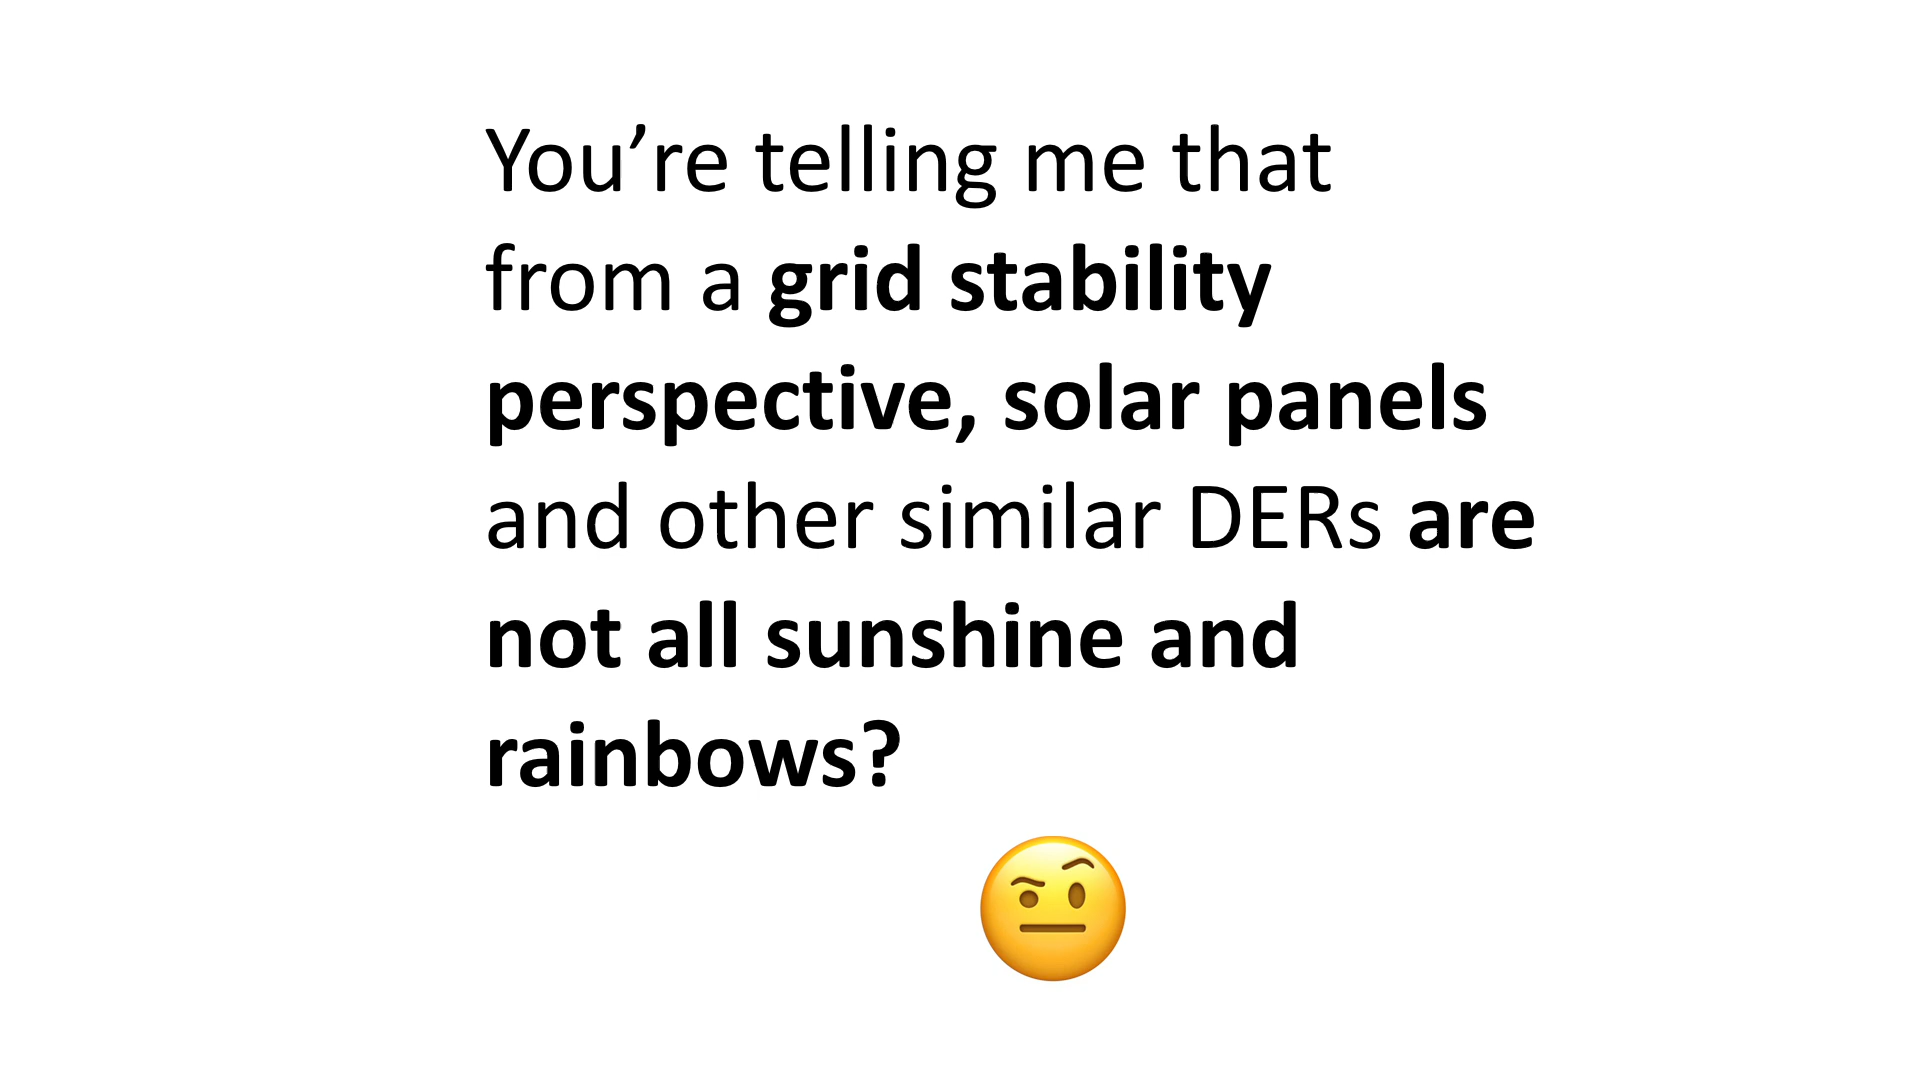 You’re telling me that
from a grid stability
perspective, solar panels
and other similar DERs are
not all sunshine and
rainbows?